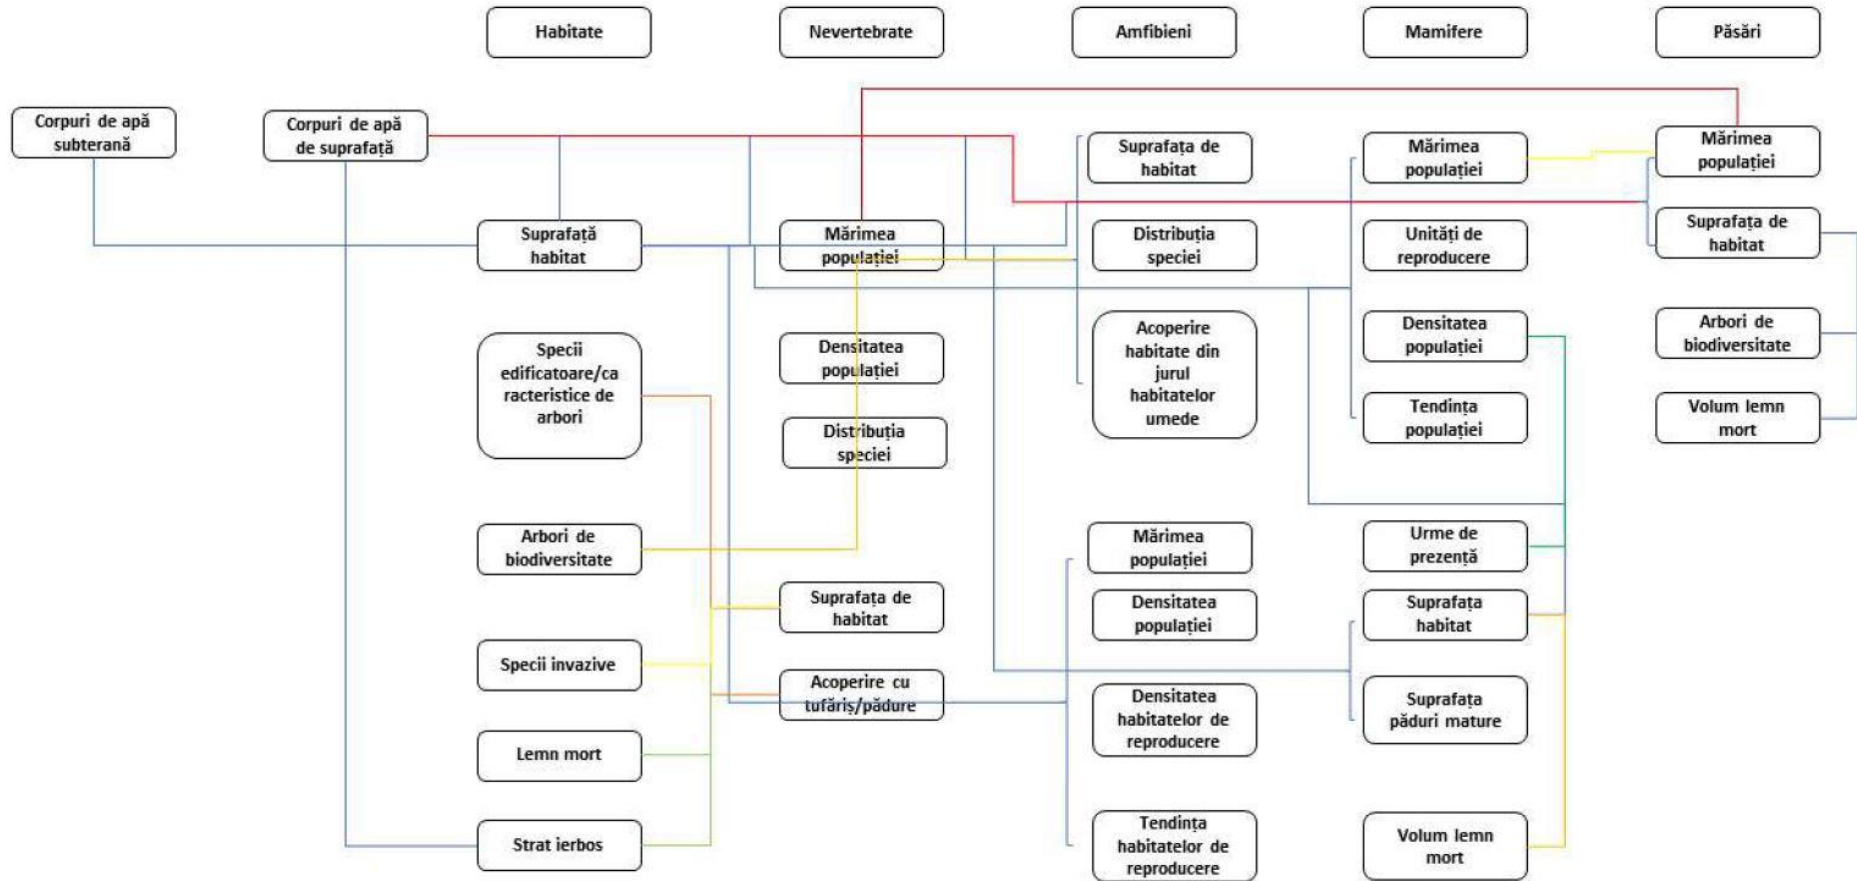 Habitate
Nevertebrate
Amfibieni
Mamifere
Păsări
Corpuri de apă
subterană
Corpuri de apă
de suprafață
Suprafață
habitat
Specii
edificatoare/ca
racteristice de
arbori
Arbori de
biodiversitate
Specii invazive
Lemn mort
Strat ierbos
Mărimea
populației
Densitatea
populației
Distribuția
speciei
Suprafața de
habitat
Acoperire cu
tufăriș/pădure
Suprafața de
habitat
Distribuția
speciei
Acoperire
habitate din
jurul
habitatelor
umede
Mărimea
populației
Densitatea
populației
Densitatea
habitatelor de
reproducere
Tendința
habitatelor de
reproducere
Mărimea
populației
Unități de
reproducere
Densitatea
populației
Tendința
populației
Urme de
prezență
Suprafața
habitat
Suprafața
păduri mature
Volum lemn
mort
Mărimea
populației
Suprafața de
habitat
Arbori de
biodiversitate
Volum lemn
mort